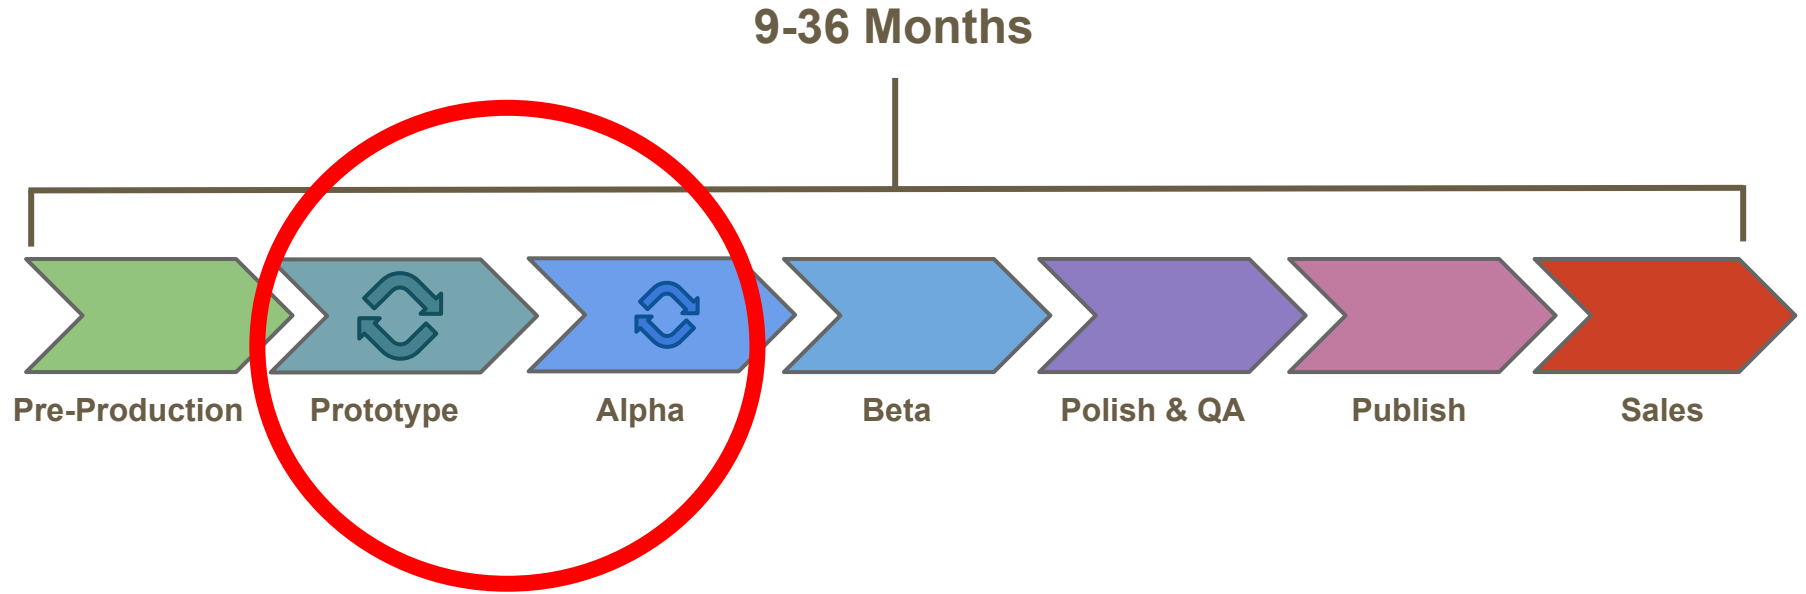 9-36 Months
Pre-Production
Prototype
Alpha
Beta
Polish & QA
Publish
Sales